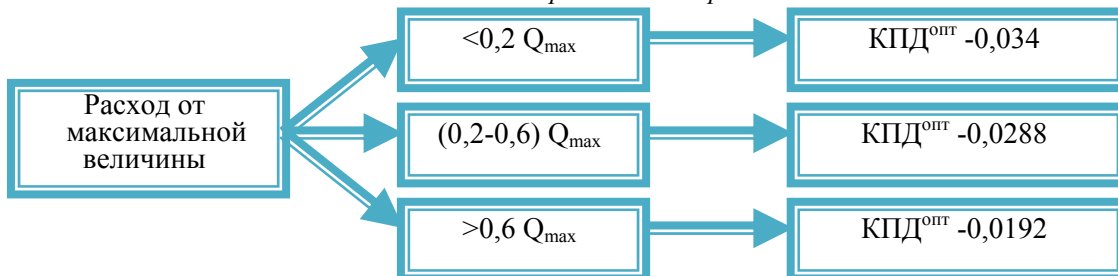 <0,2 Qmax
КПДопт -0,034
Расход от
максимальной
величины
(0,2-0,6) Qmax
КПДопт -0,0288
>0,6 Qmax
КПДопт -0,0192